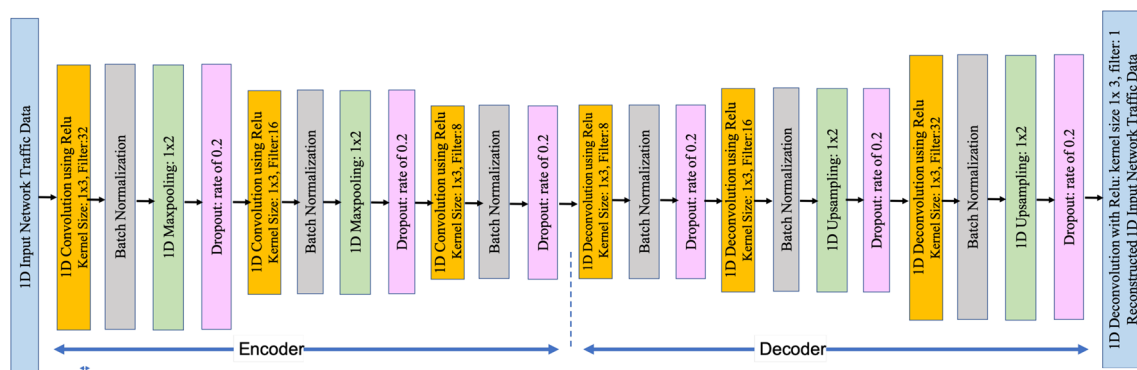 1D Input Network Traffic Data
1D Convolution using Relu
Kernel Size: 1x3, Filter:32
Batch Normalization
1D Maxpooling: 1x2
Dropout: rate of 0.2
1D Convolution using Relu
Kernel Size: 1x3, Filter:16
Batch Normalization
1D Maxpooling: 1x2
Dropout: rate of 0.2
1D Convolution using Relu
Kernel Size: 1x3, Filter:8
Batch Normalization
Dropout: rate of 0.2
1D Deconvolution using Relu
Kernel Size: 1x3, Filter:8
Batch Normalization
Dropout: rate of 0.2
1D Deconvolution using Relu
Kernel Size: 1x3, Filter:16
Batch Normalization
1D Upsampling: 1x2
Dropout: rate of 0.2
1D Deconvolution using Relu
Kernel Size: 1x3, Filter:32
Batch Normalization
1D Upsampling: 1x2
Dropout: rate of 0.2
1D Deconvolution with Relu: kernel size 1x 3, filter: 1
Reconstructed 1D Input Network Traffic Data
Encoder
Decoder